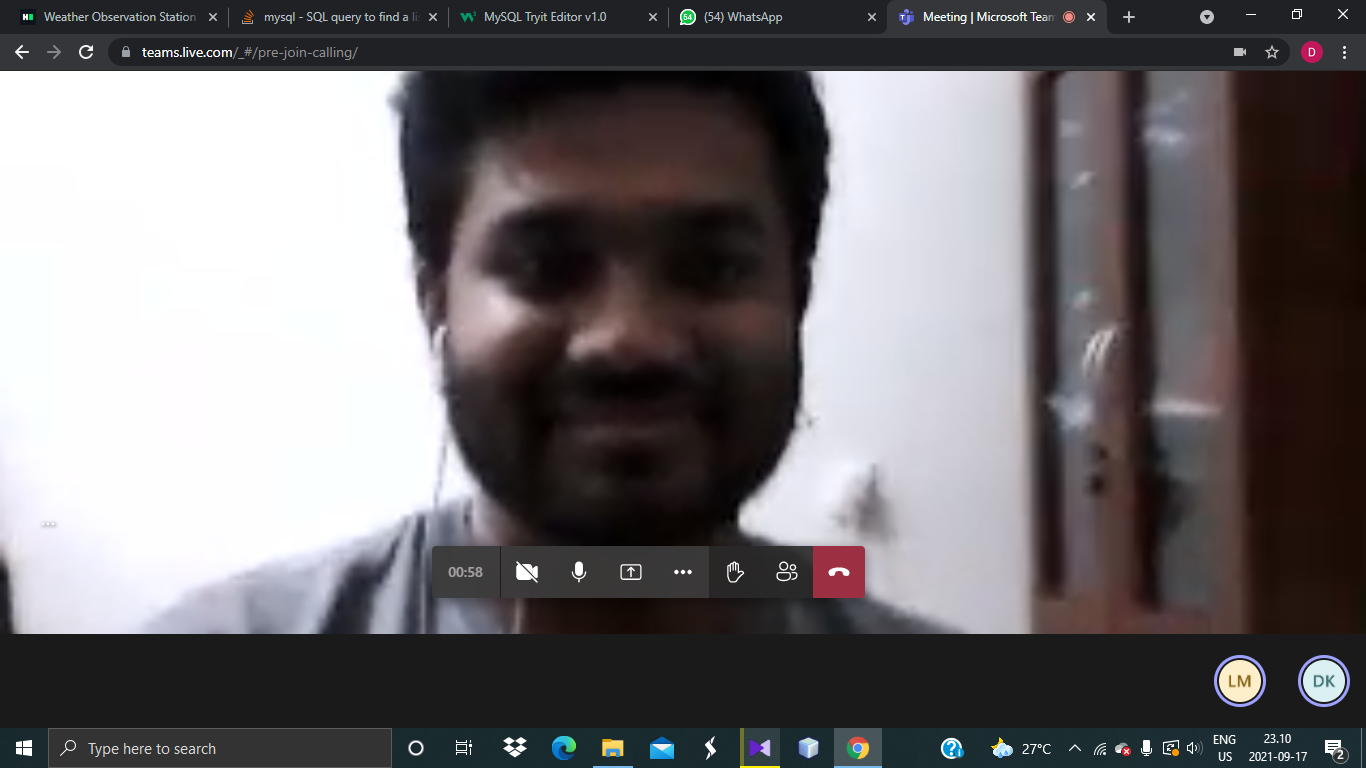 Weather Observation Station
mysql - SQL query to find a li
MySQL Tryit Editor v1.0
54
(54) WhatsApp
Meeting | Microsoft Team
teams.live.com/_#/pre-join-calling/
D
00:58
LM
DK
Type here to search
27°C
ENG
US
23.10
2021-09-17
2